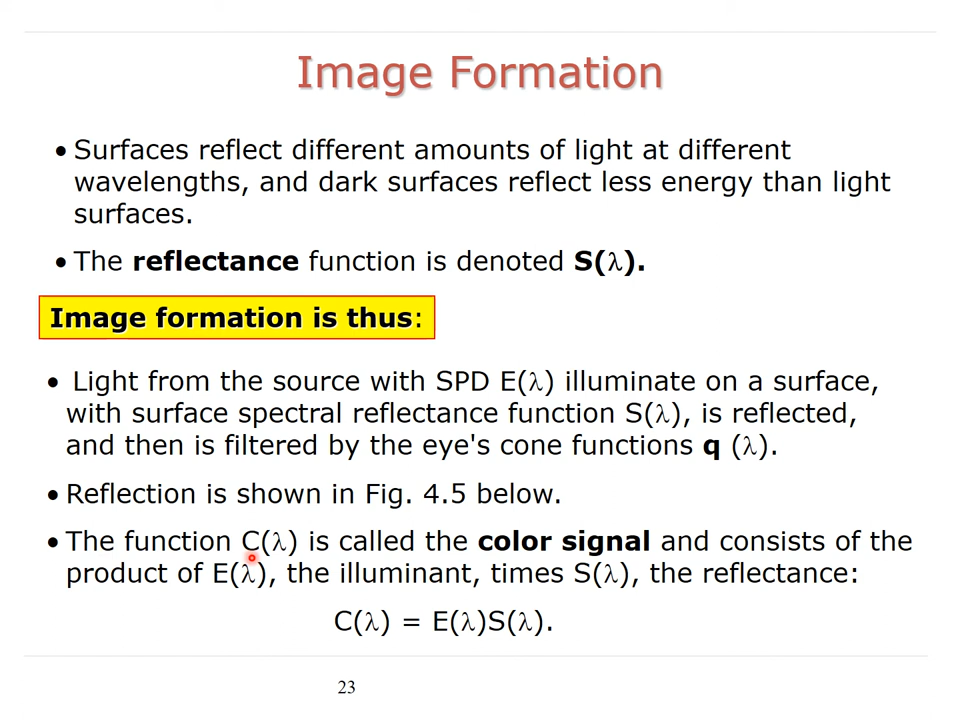 Image Formation
• Surfaces reflect different amounts of light at different
wavelengths, and dark surfaces reflect less energy than light
surfaces.
• The reflectance function is denoted S(λ).
Image formation is thus:
• Light from the source with SPD E(λ) illuminate on a surface,
with surface spectral reflectance function S(λ), is reflected,
and then is filtered by the eye's cone functions q (λ).
• Reflection is shown in Fig. 4.5 below.
• The function C(λ) is called the color signal and consists of the
product of E(λ), the illuminant, times S(λ), the reflectance:
C(λ) = E(λ)S(λ).
23